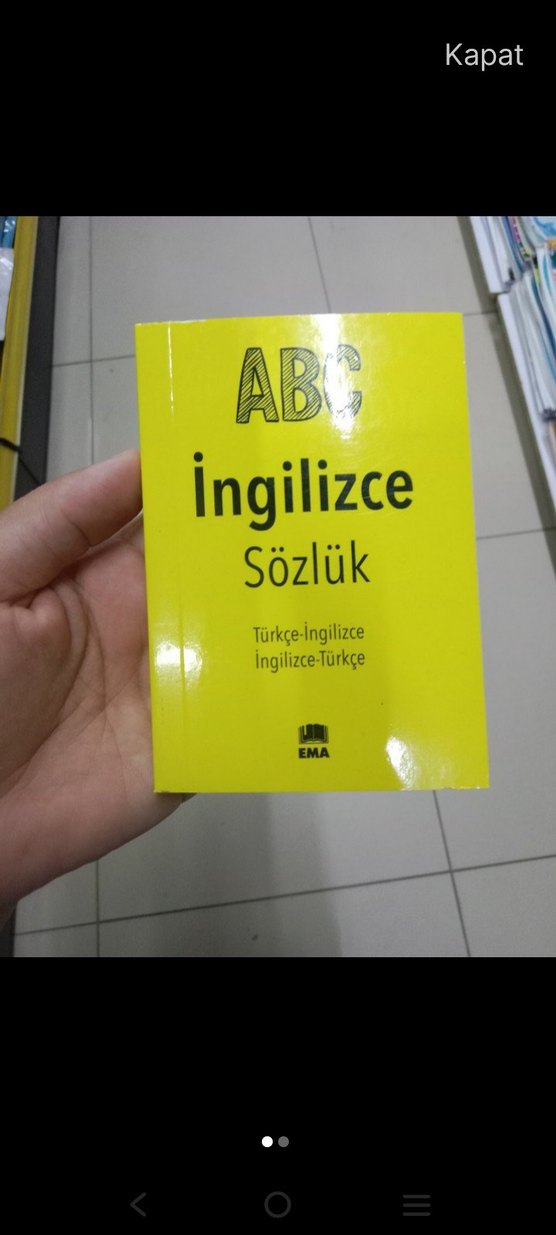 Kapat
ABC
İngilizce
Sözlük
Türkçe-İngilizce
İngilizce-Türkçe
EMA